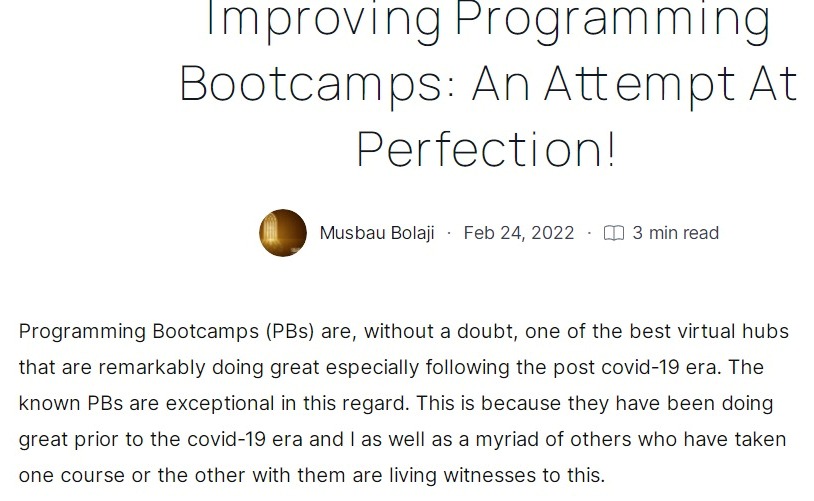 Improving Programming
Bootcamps: An Attempt At
Perfection!
Musbau Bolaji · Feb 24, 2022 · 3 min read
Programming Bootcamps (PBs) are, without a doubt, one of the best virtual hubs
that are remarkably doing great especially following the post covid-19 era. The
known PBs are exceptional in this regard. This is because they have been doing
great prior to the covid-19 era and I as well as a myriad of others who have taken
one course or the other with them are living witnesses to this.